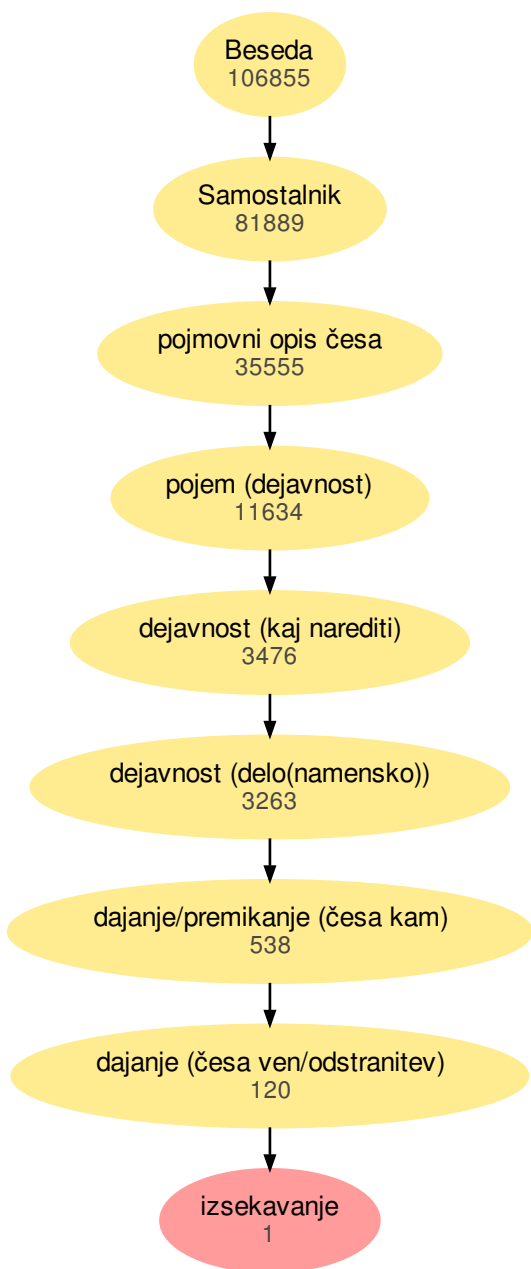 Beseda
106855
Samostalnik
81889
pojmovni opis česa
35555
pojem (dejavnost)
11634
dejavnost (kaj narediti)
3476
dejavnost (delo(namensko))
3263
dajanje/premikanje (česa kam)
538
dajanje (česa ven/odstranitev)
120
izsekavanje
1